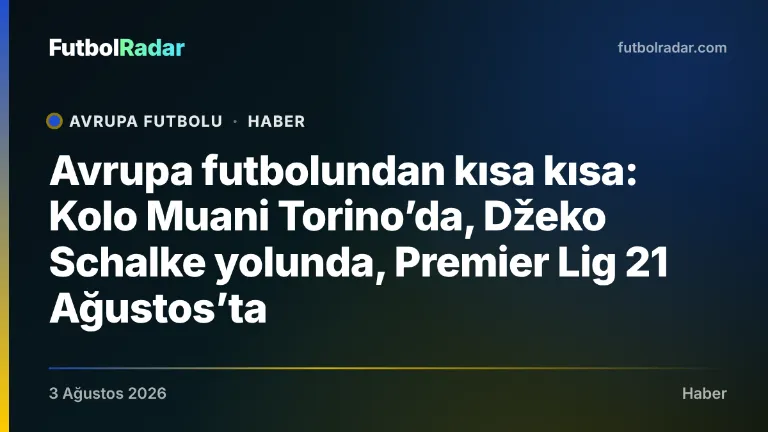 FutbolRadar
futbolradar.com
AVRUPA FUTBOLU · HABER
Avrupa futbolundan kısa kısa:
Kolo Muani Torino’da, Džeko
Schalke yolunda, Premier Lig 21
Ağustos’ta
3 Ağustos 2026
Haber